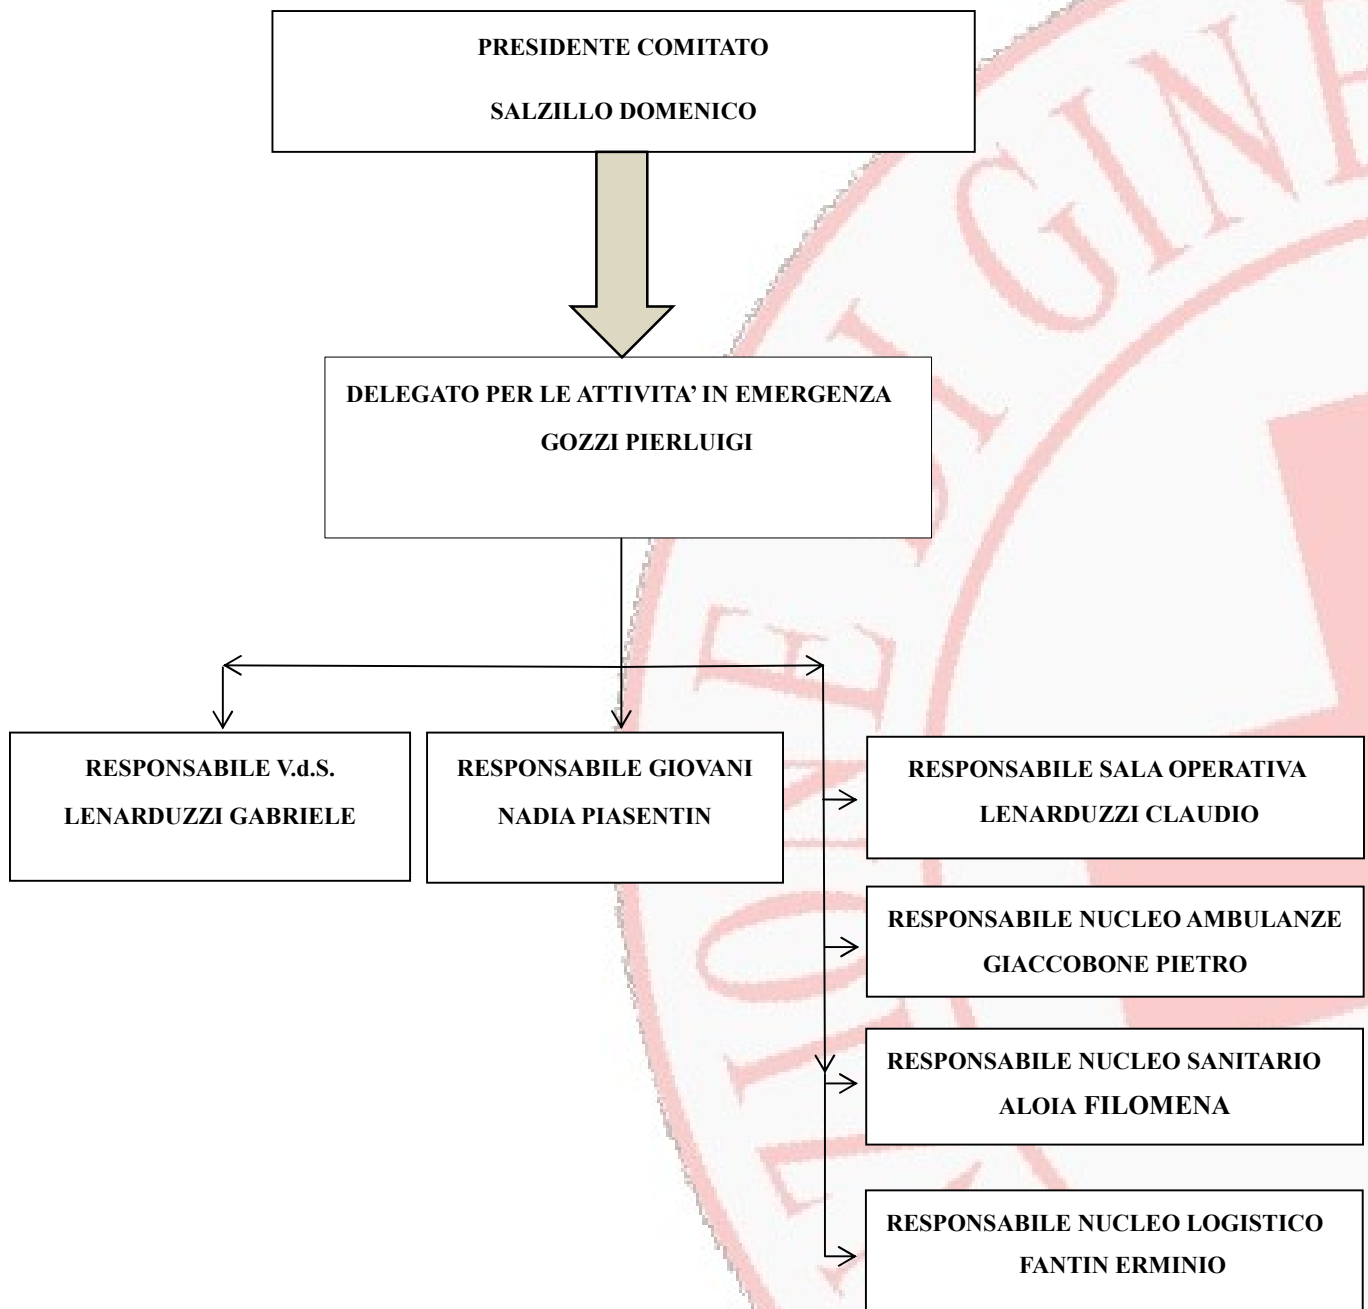 PRESIDENTE COMITATO
SALZILLO DOMENICO
DELEGATO PER LE ATTIVITA’ IN EMERGENZA
GOZZI PIERLUIGI
RESPONSABILE V.d.S.
LENARDUZZI GABRIELE
RESPONSABILE GIOVANI
NADIA PIASENTIN
RESPONSABILE SALA OPERATIVA
LENARDUZZI CLAUDIO
RESPONSABILE NUCLEO AMBULANZE
GIACCOBONE PIETRO
RESPONSABILE NUCLEO SANITARIO
ALOIA FILOMENA
RESPONSABILE NUCLEO LOGISTICO
FANTIN ERMINIO